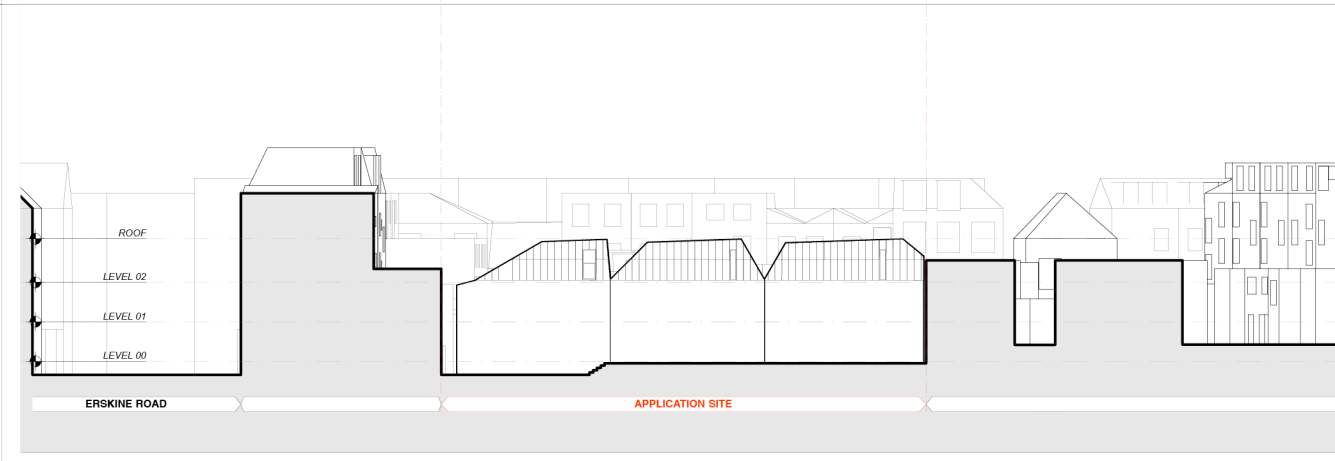 ROOF
LEVEL 02
LEVEL 01
LEVEL 00
ERSKINE ROAD
APPLICATION SITE